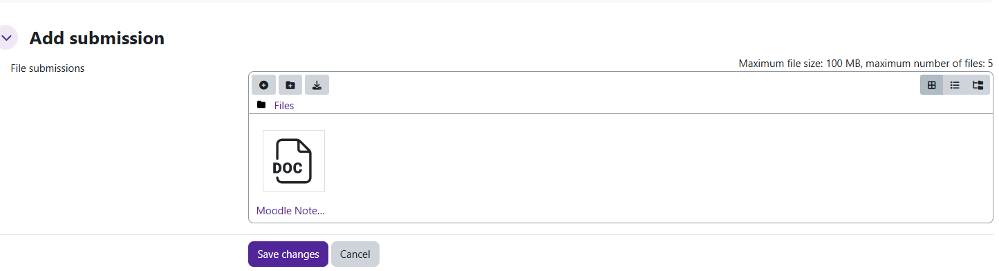 Add submission
File submissions
Maximum file size: 100 MB, maximum number of files: 5
Files
DOC
Moodle Note...
Save changes
Cancel